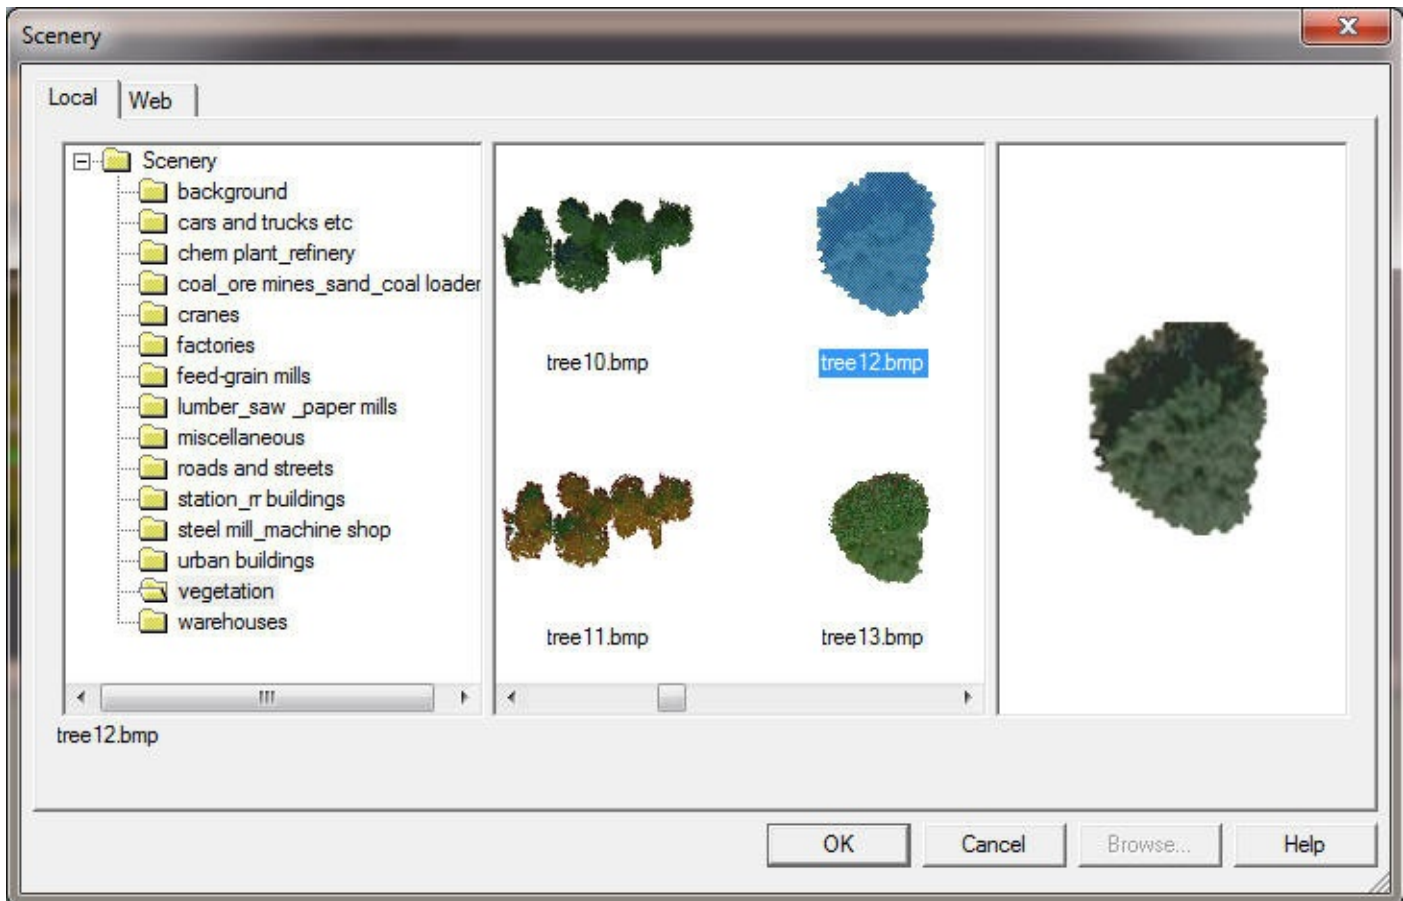 Scenery
Local
Web
Scenery
background
cars and trucks etc
chem plant_refinery
coal_ore mines_sand_coal loader
cranes
factories
feed-grain mills
lumber_saw _paper mills
miscellaneous
roads and streets
station_rr buildings
steel mill_machine shop
urban buildings
vegetation
warehouses
tree10.bmp
tree12.bmp
tree11.bmp
tree13.bmp
tree12.bmp
OK
Cancel
Browse...
Help